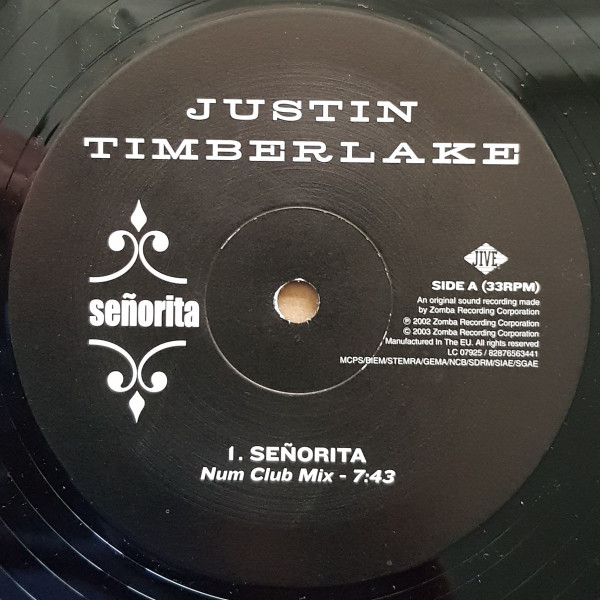 JUSTIN
TIMBERLAKE
señorita
JIVE
SIDE A (33RPM)
An original sound recording made
by Zomba Recording Corporation
℗ 2002 Zomba Recording Corporation
© 2003 Zomba Recording Corporation
Manufactured In The EU. All rights reserved
LC 07925 / 82876563441
MCPS/BIEM/STEMRA/GEMA/NCB/SDRM/SIAE/SGAE
1. SEÑORITA
Num Club Mix - 7:43